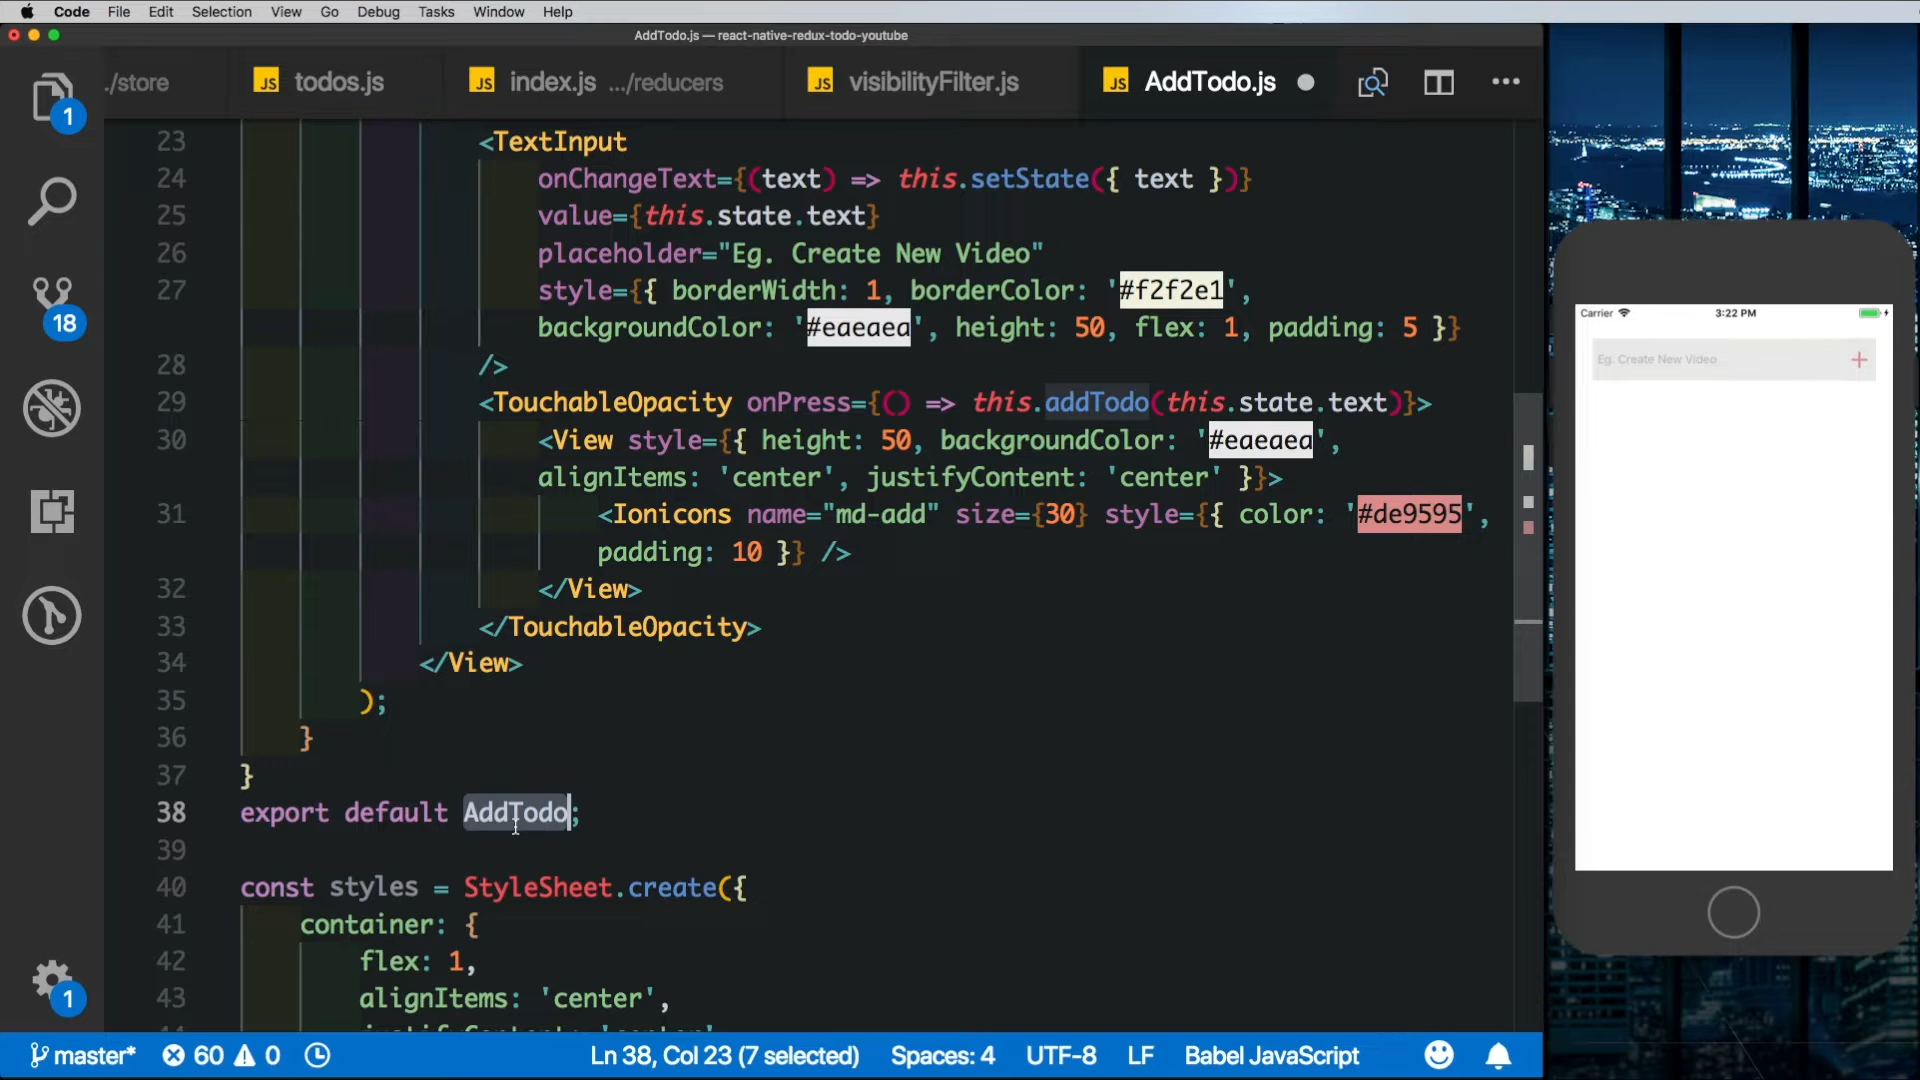 Code File Edit Selection View Go Debug Tasks Window Help
AddTodo.js — react-native-redux-todo-youtube
./store JS todos.js JS index.js .../reducers JS visibilityFilter.js JS AddTodo.js
1
18
1
23 <TextInput
24 onChangeText={(text) => this.setState({ text })}
25 value={this.state.text}
26 placeholder="Eg. Create New Video"
27 style={{ borderWidth: 1, borderColor: '#f2f2e1',
backgroundColor: '#eaeaea', height: 50, flex: 1, padding: 5 }}
28 />
29 <TouchableOpacity onPress={() => this.addTodo(this.state.text)}>
30 <View style={{ height: 50, backgroundColor: '#eaeaea',
alignItems: 'center', justifyContent: 'center' }}>
31 <Ionicons name="md-add" size={30} style={{ color: '#de9595',
padding: 10 }} />
32 </View>
33 </TouchableOpacity>
34 </View>
35 );
36 }
37 }
38 export default AddTodo;
39
40 const styles = StyleSheet.create({
41 container: {
42 flex: 1,
43 alignItems: 'center',
master* 60 0 Ln 38, Col 23 (7 selected) Spaces: 4 UTF-8 LF Babel JavaScript
Carrier 3:22 PM
Eg. Create New Video